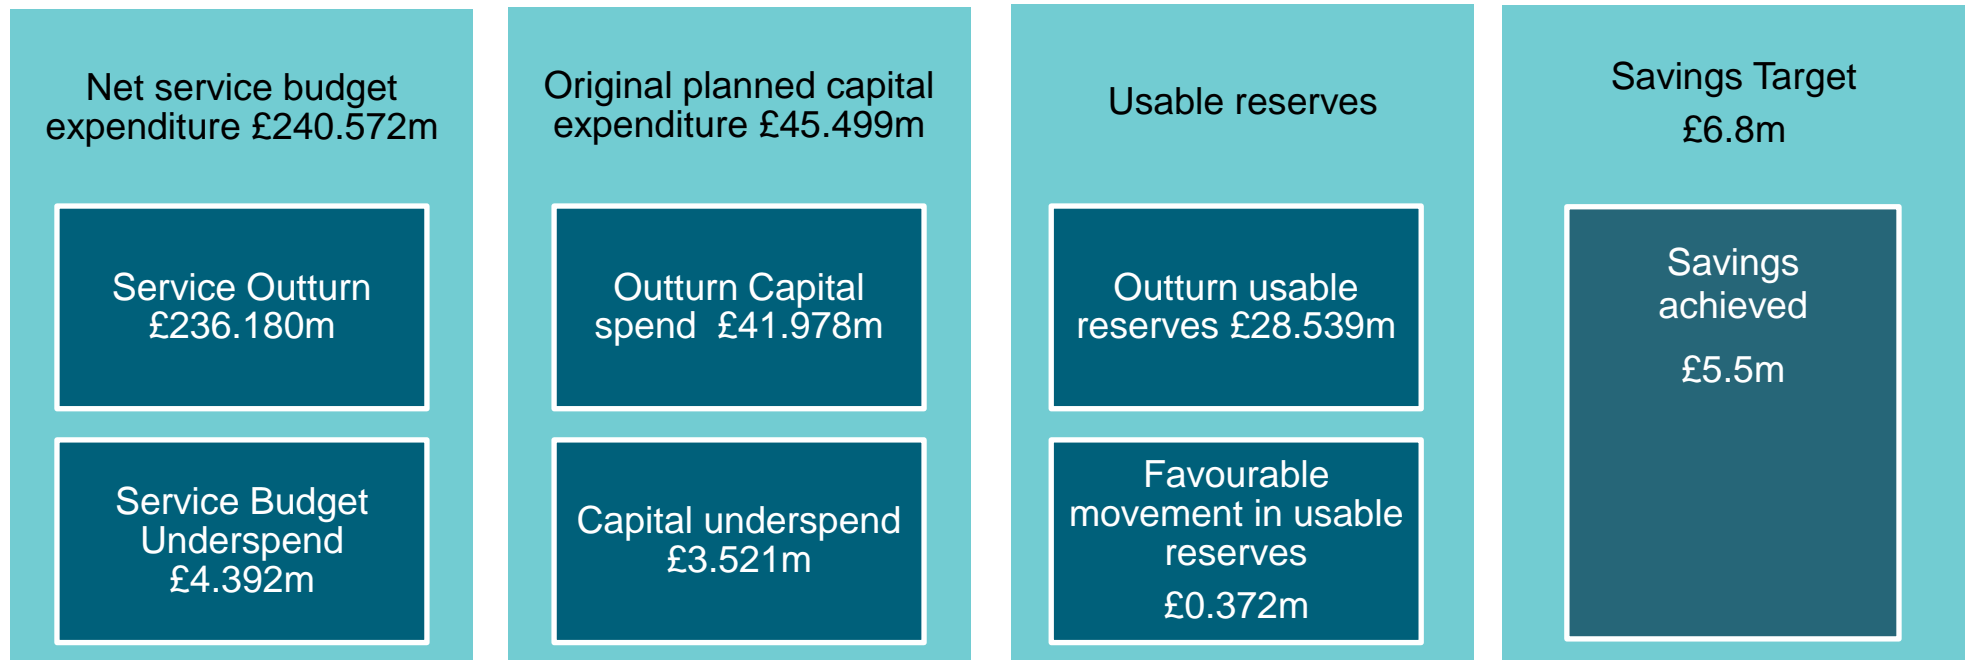 Net service budget
expenditure £240.572m
Service Outturn
£236.180m
Service Budget
Underspend
£4.392m
Original planned capital
expenditure £45.499m
Outturn Capital
spend £41.978m
Capital underspend
£3.521m
Usable reserves
Outturn usable
reserves £28.539m
Favourable
movement in usable
reserves
£0.372m
Savings Target
£6.8m
Savings
achieved
£5.5m